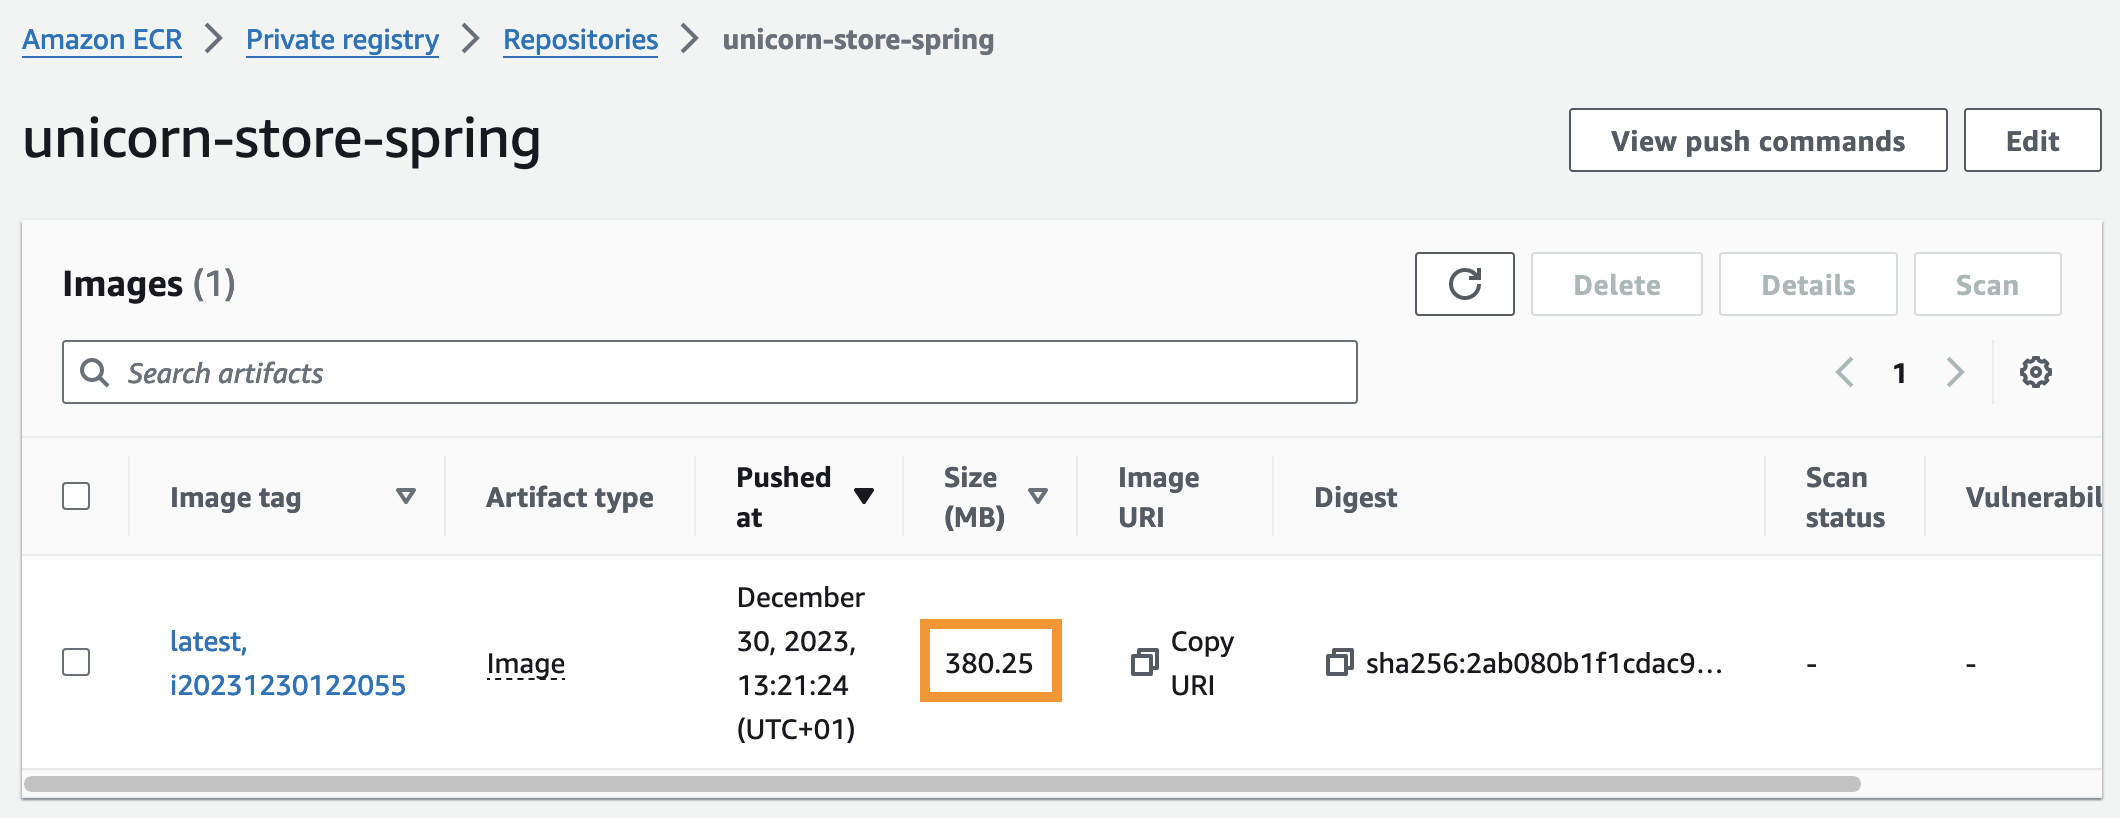 Amazon ECR > Private registry > Repositories > unicorn-store-spring
unicorn-store-spring
View push commands
Edit
Images (1)
Delete
Details
Scan
Search artifacts
1
Image tag
Artifact type
Pushed
at
Size
(MB)
Image
URI
Digest
Scan
status
Vulnerabil
latest,
i20231230122055
Image
December
30, 2023,
13:21:24
(UTC+01)
380.25
Copy
URI
sha256:2ab080b1f1cdac9...
-
-